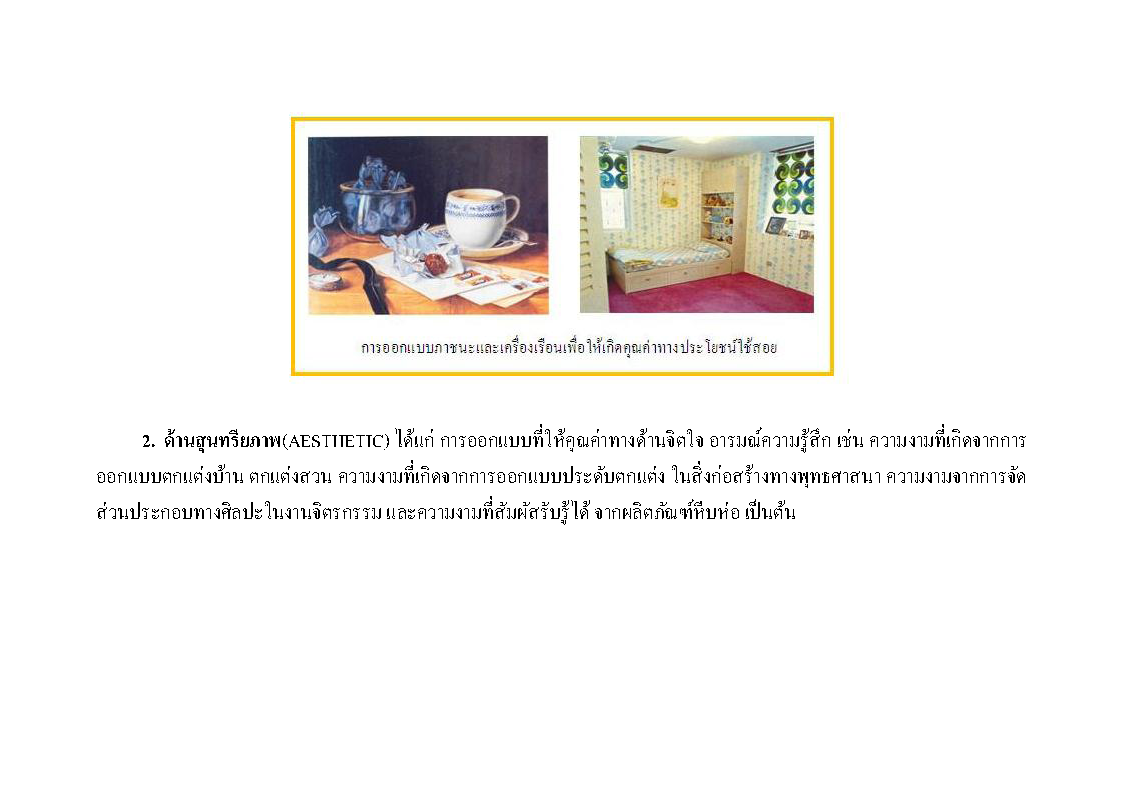 การออกแบบภาชนะและเครื่องเรือนเพื่อให้เกิดคุณค่าทางประโยชน์ใช้สอย
2. ด้านสุนทรียภาพ(AESTHETIC) ได้แก่ การออกแบบที่ให้คุณค่าทางด้านจิตใจ อารมณ์ความรู้สึก เช่น ความงามที่เกิดจากการ
ออกแบบตกแต่งบ้าน ตกแต่งสวน ความงามที่เกิดจากการออกแบบประดับตกแต่ง ในสิ่งก่อสร้างทางพุทธศาสนา ความงามจากการจัด
ส่วนประกอบทางศิลปะในงานจิตรกรรม และความงามที่สัมผัสรับรู้ได้ จากผลิตภัณฑ์หีบห่อ เป็นต้น